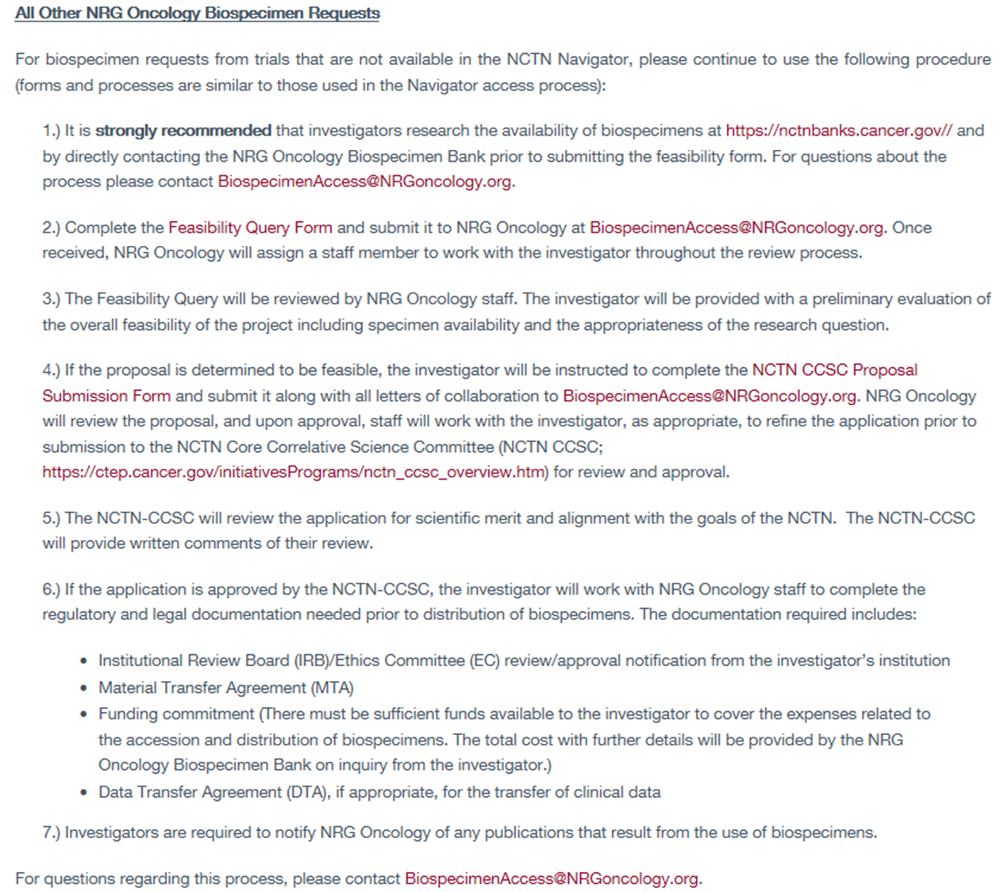 All Other NRG Oncology Biospecimen Requests
For biospecimen requests from trials that are not available in the NCTN Navigator, please continue to use the following procedure
(forms and processes are similar to those used in the Navigator access process):
1.) It is strongly recommended that investigators research the availability of biospecimens at https://nctnbanks.cancer.gov// and
by directly contacting the NRG Oncology Biospecimen Bank prior to submitting the feasibility form. For questions about the
process please contact BiospecimenAccess@NRGoncology.org.
2.) Complete the Feasibility Query Form and submit it to NRG Oncology at BiospecimenAccess@NRGoncology.org. Once
received, NRG Oncology will assign a staff member to work with the investigator throughout the review process.
3.) The Feasibility Query will be reviewed by NRG Oncology staff. The investigator will be provided with a preliminary evaluation of
the overall feasibility of the project including specimen availability and the appropriateness of the research question.
4.) If the proposal is determined to be feasible, the investigator will be instructed to complete the NCTN CCSC Proposal
Submission Form and submit it along with all letters of collaboration to BiospecimenAccess@NRGoncology.org. NRG Oncology
will review the proposal, and upon approval, staff will work with the investigator, as appropriate, to refine the application prior to
submission to the NCTN Core Correlative Science Committee (NCTN CCSC;
https://ctep.cancer.gov/initiativesPrograms/nctn_ccsc_overview.htm) for review and approval.
5.) The NCTN-CCSC will review the application for scientific merit and alignment with the goals of the NCTN. The NCTN-CCSC
will provide written comments of their review.
6.) If the application is approved by the NCTN-CCSC, the investigator will work with NRG Oncology staff to complete the
regulatory and legal documentation needed prior to distribution of biospecimens. The documentation required includes:
• Institutional Review Board (IRB)/Ethics Committee (EC) review/approval notification from the investigator's institution
• Material Transfer Agreement (MTA)
• Funding commitment (There must be sufficient funds available to the investigator to cover the expenses related to
the accession and distribution of biospecimens. The total cost with further details will be provided by the NRG
Oncology Biospecimen Bank on inquiry from the investigator.)
• Data Transfer Agreement (DTA), if appropriate, for the transfer of clinical data
7.) Investigators are required to notify NRG Oncology of any publications that result from the use of biospecimens.
For questions regarding this process, please contact BiospecimenAccess@NRGoncology.org.